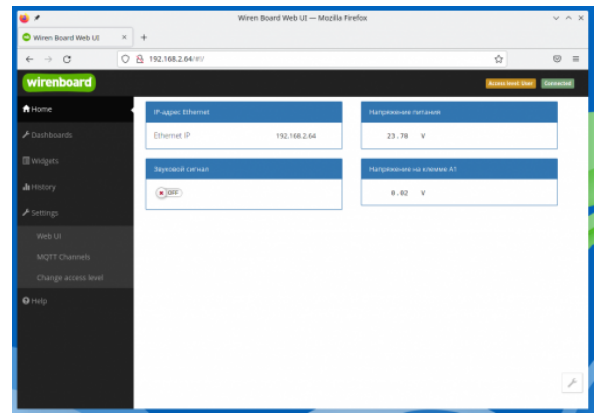 Wiren Board Web UI — Mozilla Firefox
Wiren Board Web UI
192.168.2.64/#!/
wirenboard
Access level: User
Connected
Home
Dashboards
Widgets
History
Settings
Web UI
MQTT Channels
Change access level
Help
IP-адрес Ethernet
Ethernet IP 192.168.2.64
Звуковой сигнал
OFF
Напряжение питания
23.70 V
Напряжение на клемме A1
0.02 V